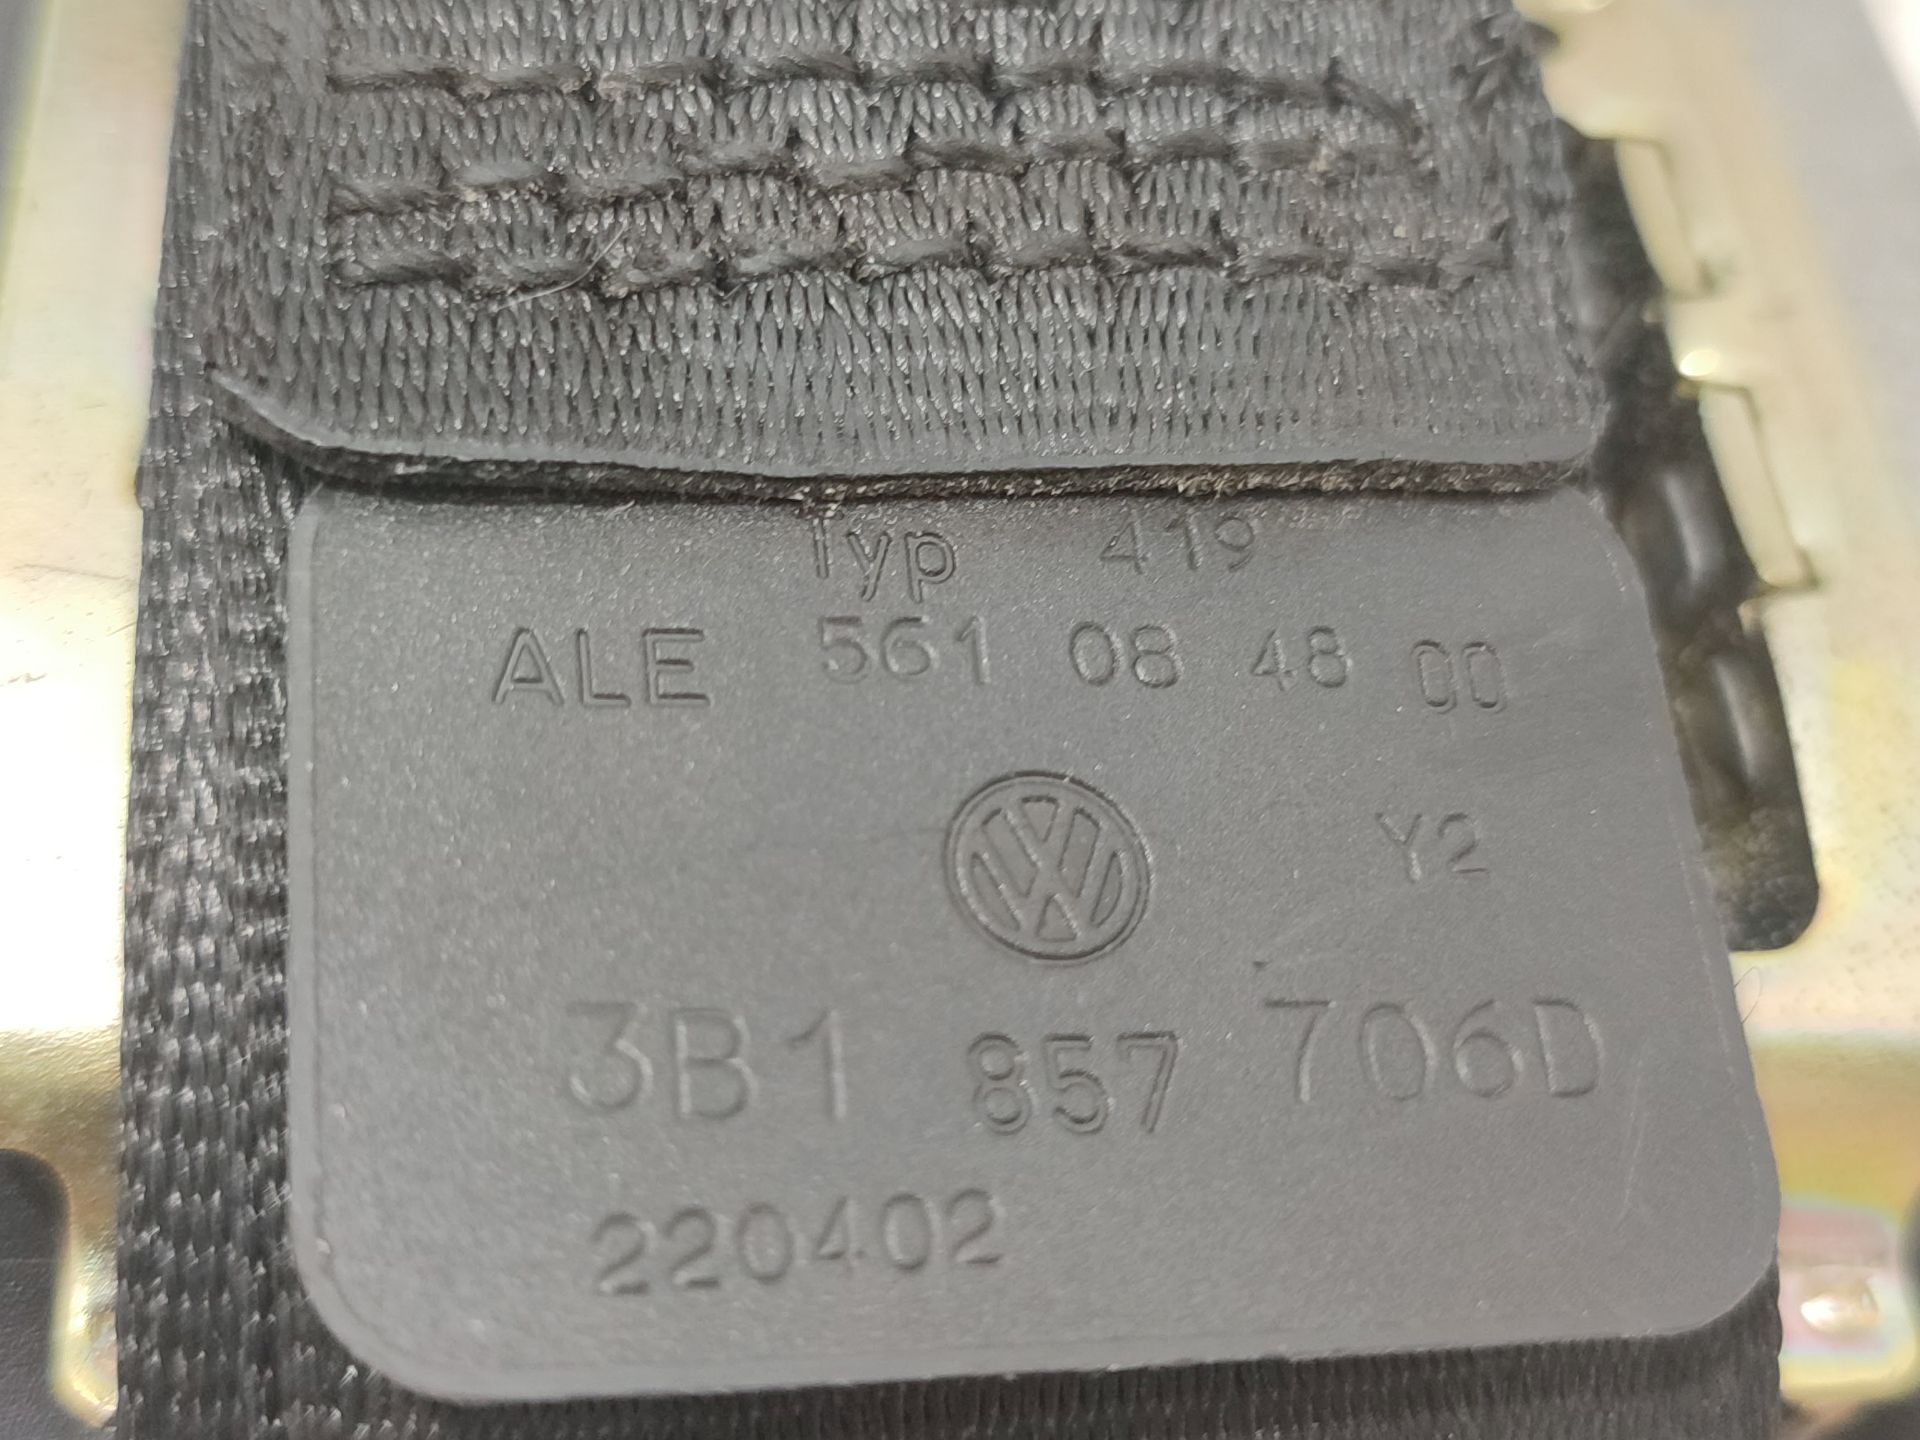 Typ 419
ALE 561 08 48 00
Y2
3B1 857 706D
220402